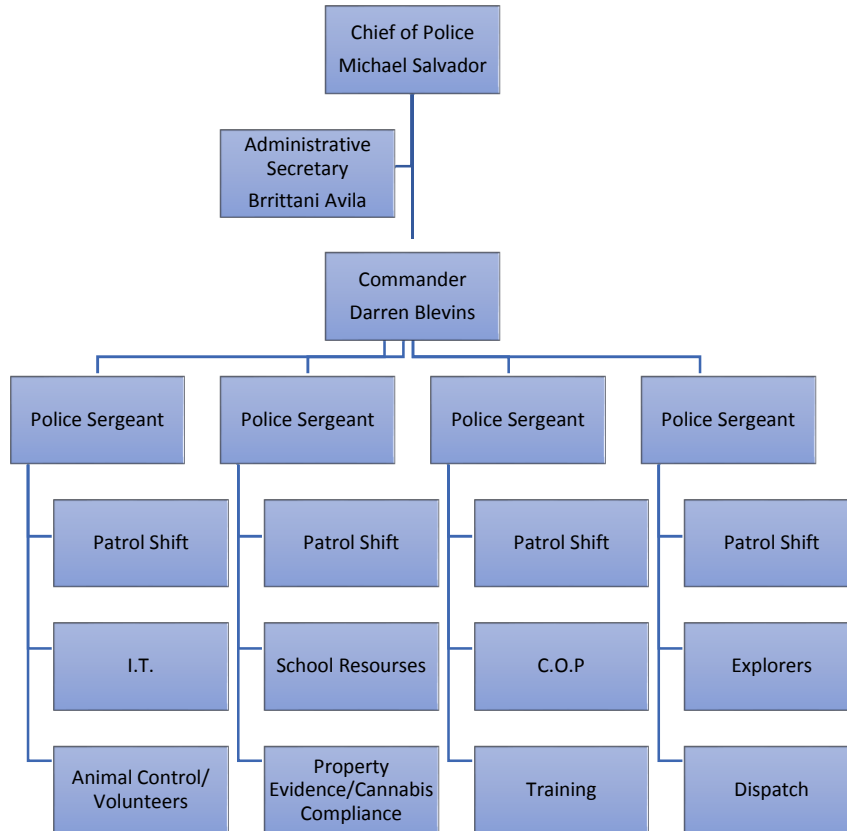 Chief of Police
Michael Salvador
Administrative
Secretary
Brrittani Avila
Commander
Darren Blevins
Police Sergeant
Police Sergeant
Police Sergeant
Police Sergeant
Patrol Shift
Patrol Shift
Patrol Shift
Patrol Shift
I.T.
School Resourses
C.O.P
Explorers
Animal Control/
Volunteers
Property
Evidence/Cannabis
Compliance
Training
Dispatch